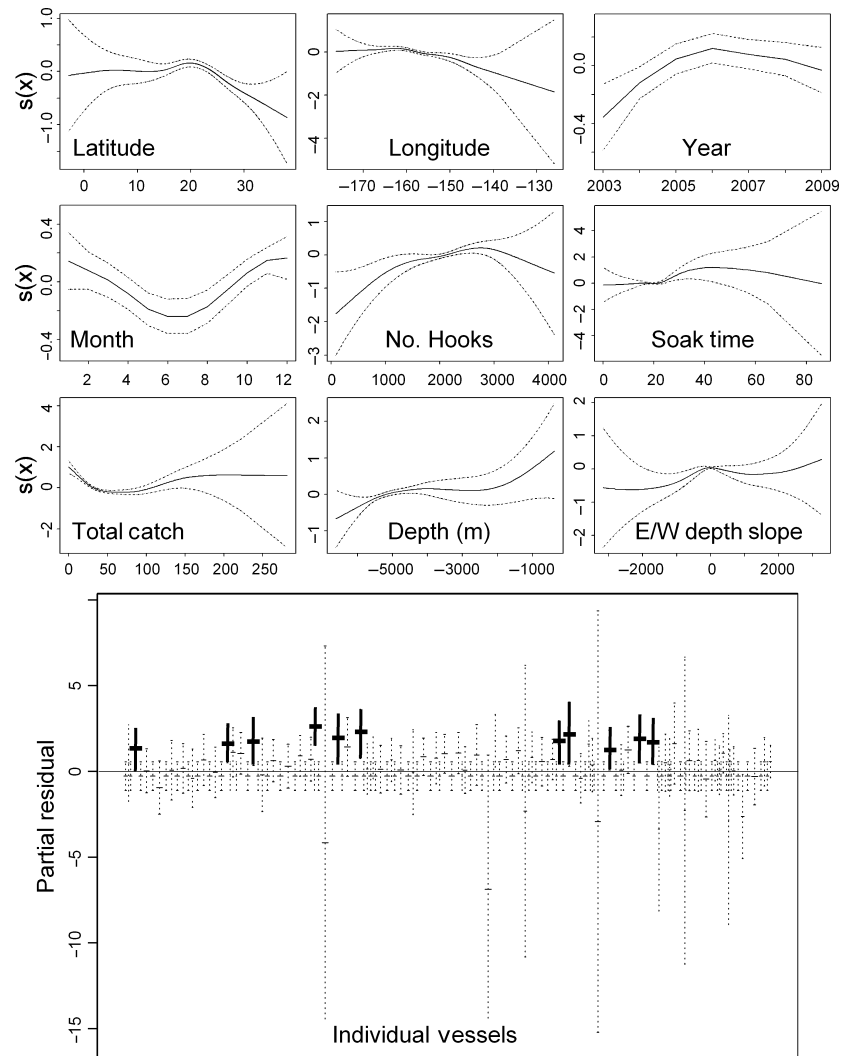 1.0
0.0
−1.0
s(x)
Latitude
0 10 20 30
0
−2
−4
Longitude
−170 −160 −150 −140 −130
0.0
−0.4
Year
2003 2005 2007 2009
0.4
0.0
−0.4
s(x)
Month
2 4 6 8 10 12
1
0
−1
−2
−3
No. Hooks
0 1000 2000 3000 4000
4
2
0
−2
−4
Soak time
0 20 40 60 80
4
2
0
−2
s(x)
Total catch
0 50 100 150 200 250
2
1
0
−1
Depth (m)
−5000 −3000 −1000
2
1
0
−1
−2
E/W depth slope
−2000 0 2000
5
0
−5
−10
−15
Partial residual
Individual vessels